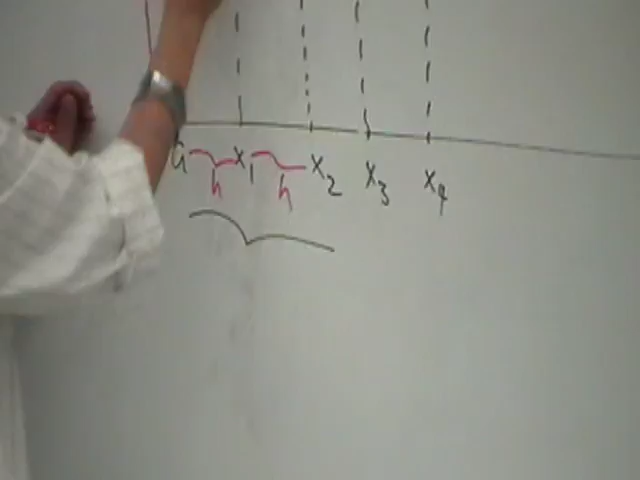 a x₁ x₂ x₃ x₄
h h